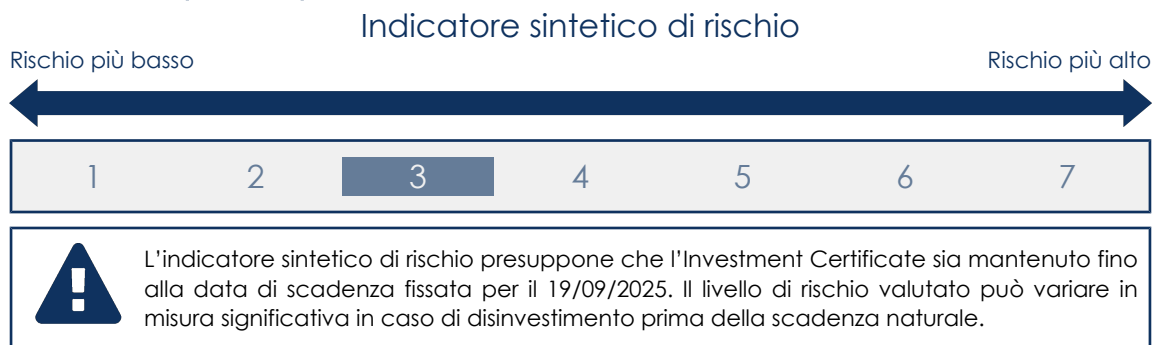 Indicatore sintetico di rischio
Rischio più basso
Rischio più alto
1 2 3 4 5 6 7
L'indicatore sintetico di rischio presuppone che l'Investment Certificate sia mantenuto fino
alla data di scadenza fissata per il 19/09/2025. Il livello di rischio valutato può variare in
misura significativa in caso di disinvestimento prima della scadenza naturale.